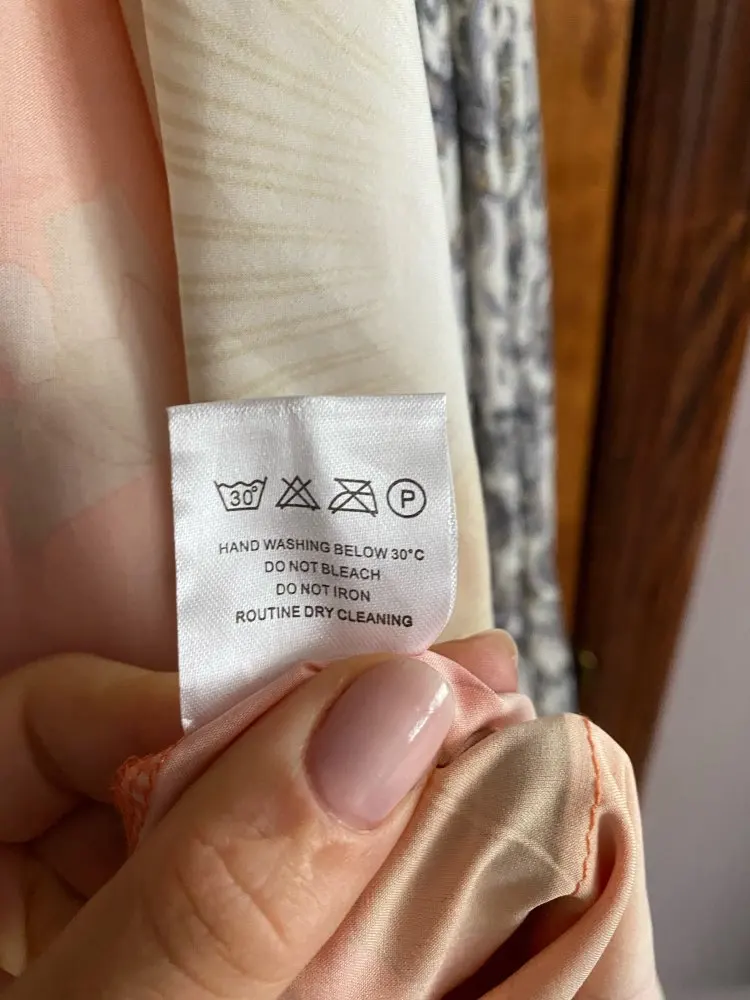 30° P
HAND WASHING BELOW 30°C
DO NOT BLEACH
DO NOT IRON
ROUTINE DRY CLEANING